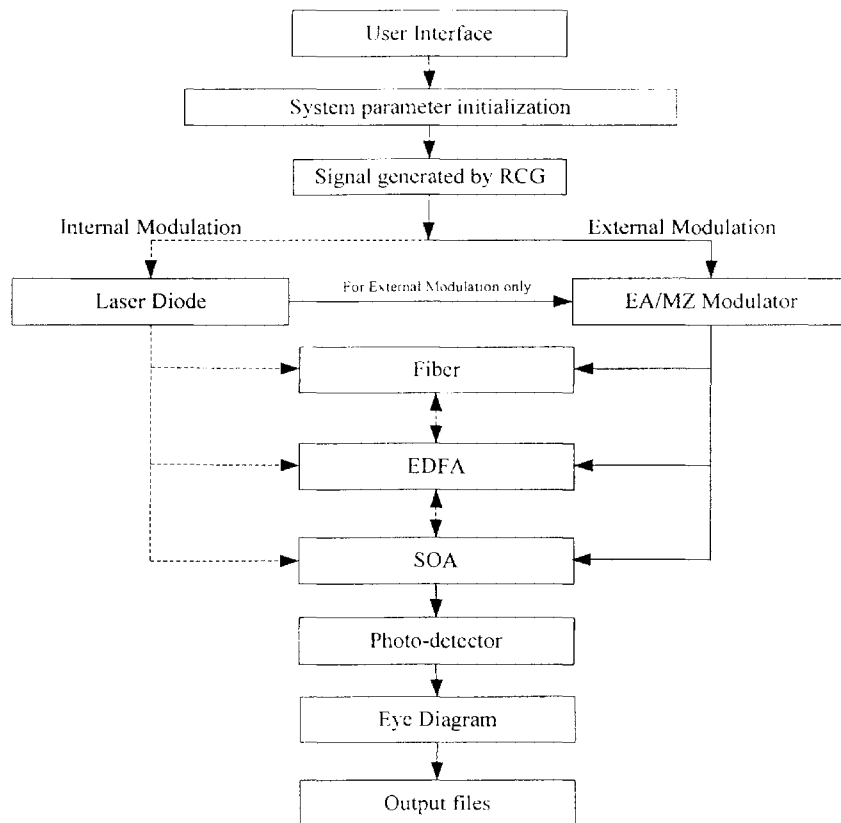 User Interface
System parameter initialization
Signal generated by RCG
Internal Modulation
External Modulation
Laser Diode
For External Modulation only
EA/MZ Modulator
Fiber
EDFA
SOA
Photo-detector
Eye Diagram
Output files